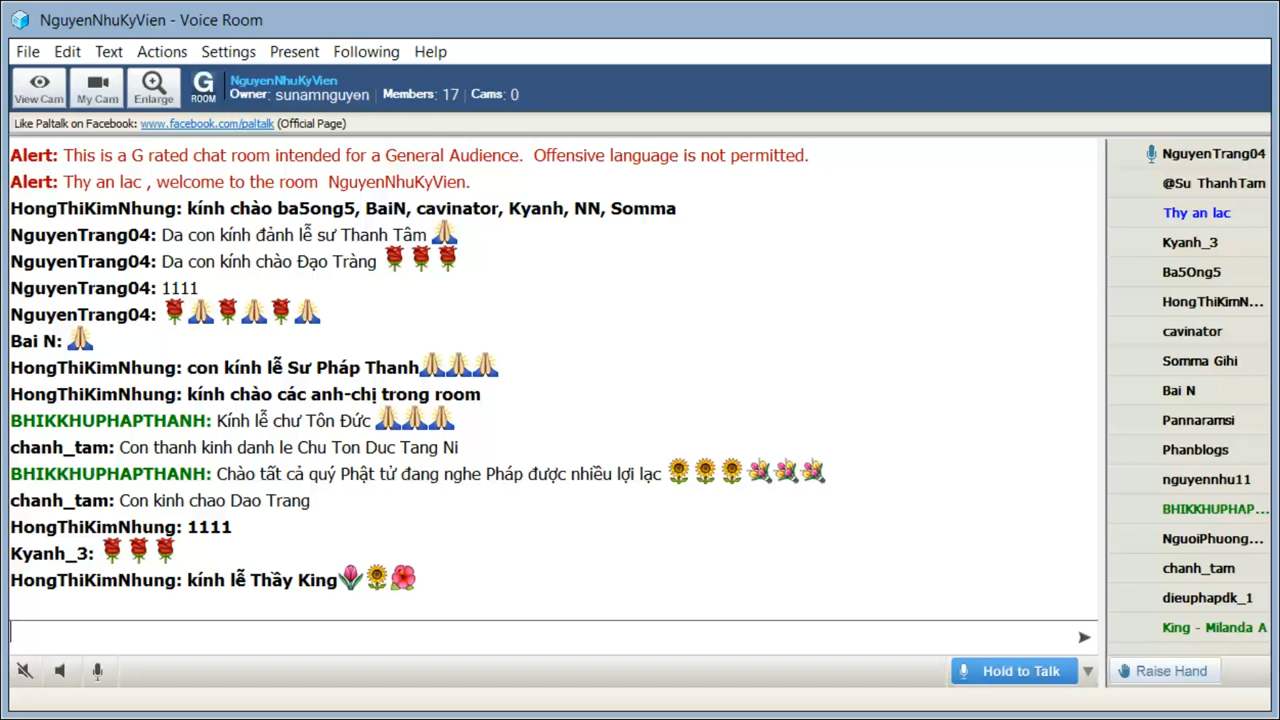 NguyenNhuKyVien - Voice Room
File Edit Text Actions Settings Present Following Help
View Cam My Cam Enlarge G ROOM
NguyenNhuKyVien
Owner: sunamnguyen Members: 17 Cams: 0
Like Paltalk on Facebook: www.facebook.com/paltalk (Official Page)
Alert: This is a G rated chat room intended for a General Audience. Offensive language is not permitted.
Alert: Thy an lac , welcome to the room NguyenNhuKyVien.
HongThiKimNhung: kính chào ba5ong5, BaiN, cavinator, Kyanh, NN, Somma
NguyenTrang04: Da con kính đảnh lễ sư Thanh Tâm
NguyenTrang04: Da con kính chào Đạo Tràng
NguyenTrang04: 1111
NguyenTrang04:
Bai N:
HongThiKimNhung: con kính lễ Sư Pháp Thanh
HongThiKimNhung: kính chào các anh-chị trong room
BHIKKHUPHAPTHANH: Kính lễ chư Tôn Đức
chanh_tam: Con thanh kinh danh le Chu Ton Duc Tang Ni
BHIKKHUPHAPTHANH: Chào tất cả quý Phật tử đang nghe Pháp được nhiều lợi lạc
chanh_tam: Con kinh chao Dao Trang
HongThiKimNhung: 1111
Kyanh_3:
HongThiKimNhung: kính lễ Thầy King
NguyenTrang04
@Su ThanhTam
Thy an lac
Kyanh_3
Ba5Ong5
HongThiKimN...
cavinator
Somma Gihi
Bai N
Pannaramsi
Phanblogs
nguyennhu11
BHIKKHUPHAP...
NguoiPhuong...
chanh_tam
dieuphapdk_1
King - Milanda A
Hold to Talk
Raise Hand